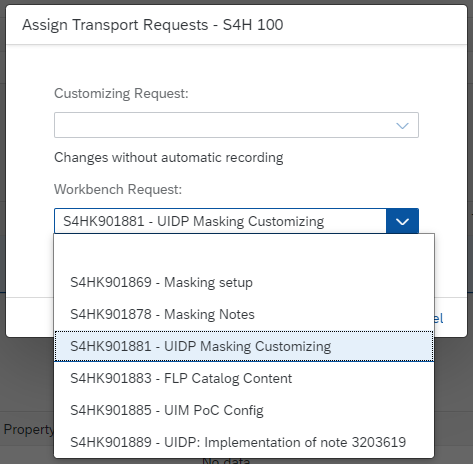 Assign Transport Requests - S4H 100
Customizing Request:
Changes without automatic recording
Workbench Request:
S4HK901881 - UIDP Masking Customizing
S4HK901869 - Masking setup
S4HK901878 - Masking Notes
S4HK901881 - UIDP Masking Customizing
S4HK901883 - FLP Catalog Content
S4HK901885 - UIM PoC Config
S4HK901889 - UIDP: Implementation of note 3203619
el
Property
No data